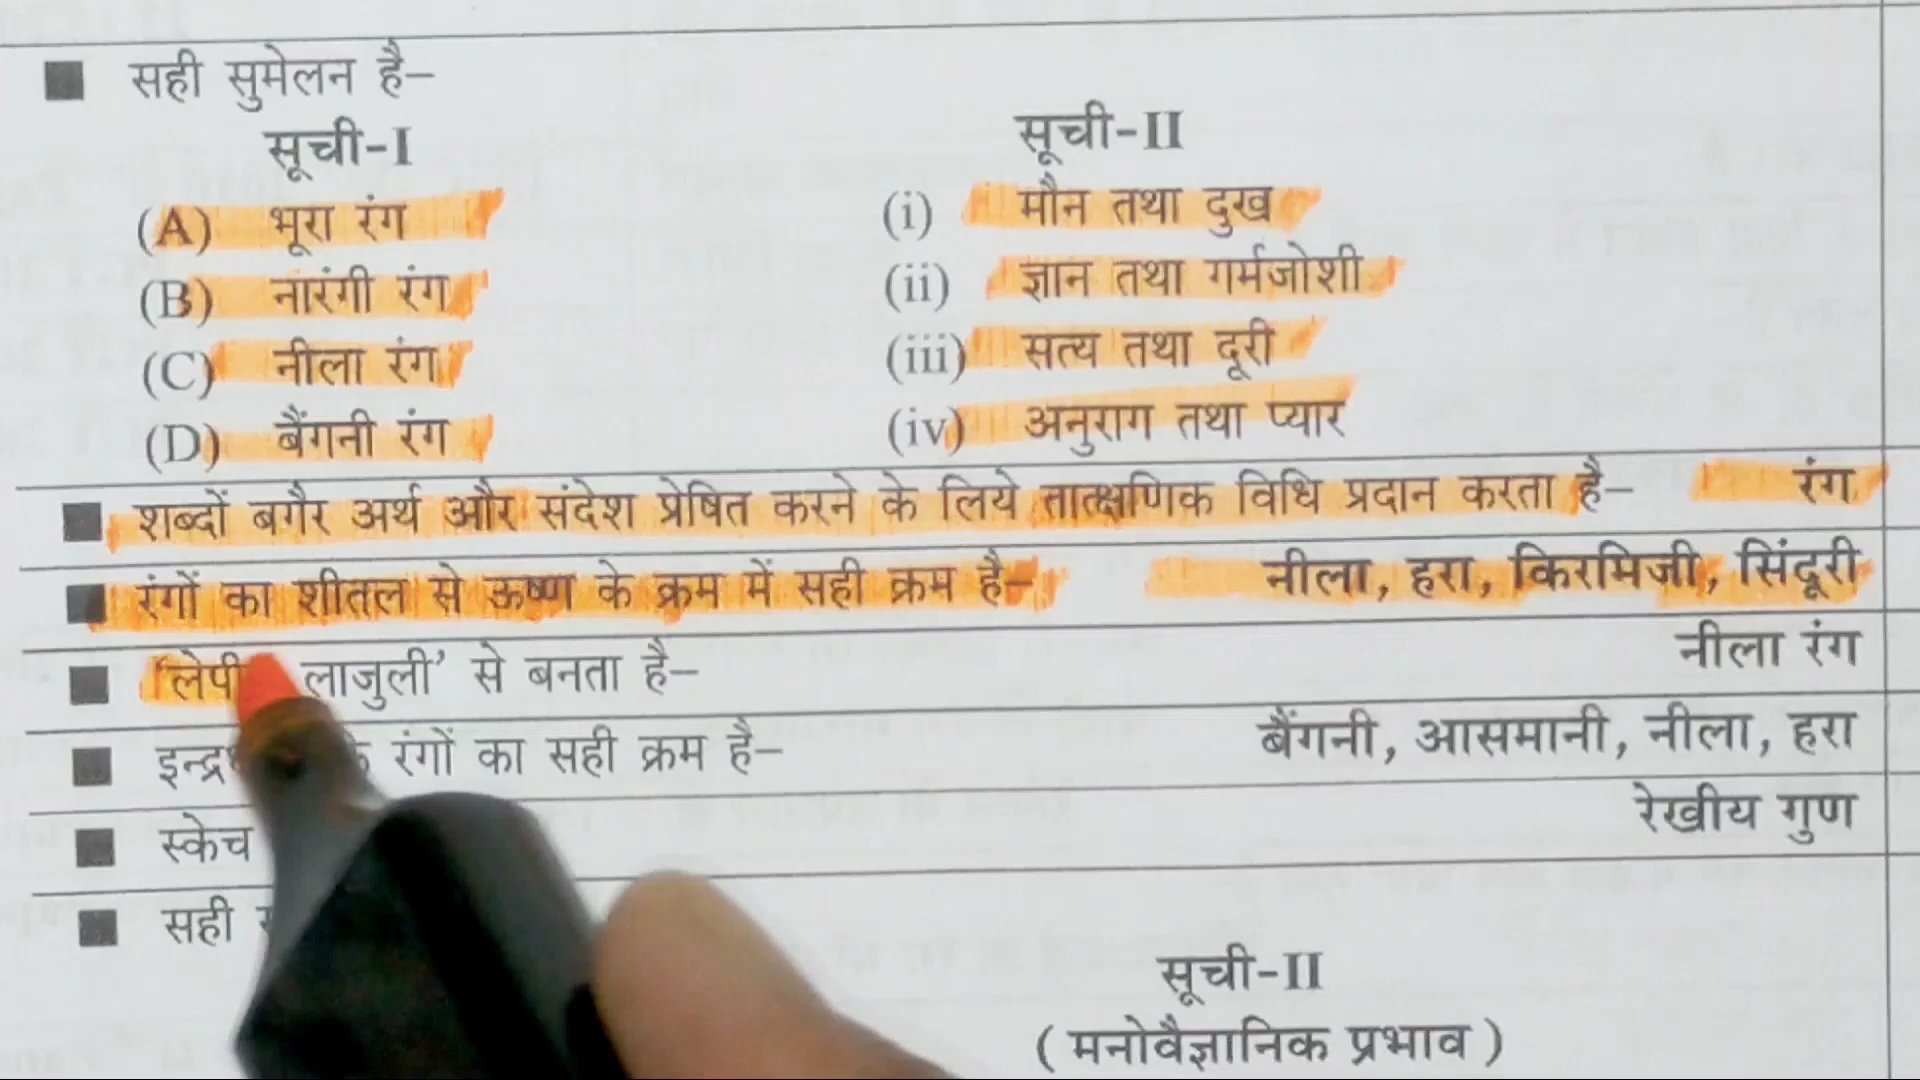 ■ सही सुमेलन है–
सूची-I सूची-II
(A) भूरा रंग (i) मौन तथा दुख
(B) नारंगी रंग (ii) ज्ञान तथा गर्मजोशी
(C) नीला रंग (iii) सत्य तथा दूरी
(D) बैंगनी रंग (iv) अनुराग तथा प्यार
■ शब्दों बगैर अर्थ और संदेश प्रेषित करने के लिये तात्क्षणिक विधि प्रदान करता है– रंग
■ रंगों का शीतल से ऊष्ण के क्रम में सही क्रम है– नीला, हरा, किरमिजी, सिंदूरी
■ लाजुली’ से बनता है– नीला रंग
■ रंगों का सही क्रम है– बैंगनी, आसमानी, नीला, हरा
■ स्केच रेखीय गुण
■ सही
सूची-II
(मनोवैज्ञानिक प्रभाव)